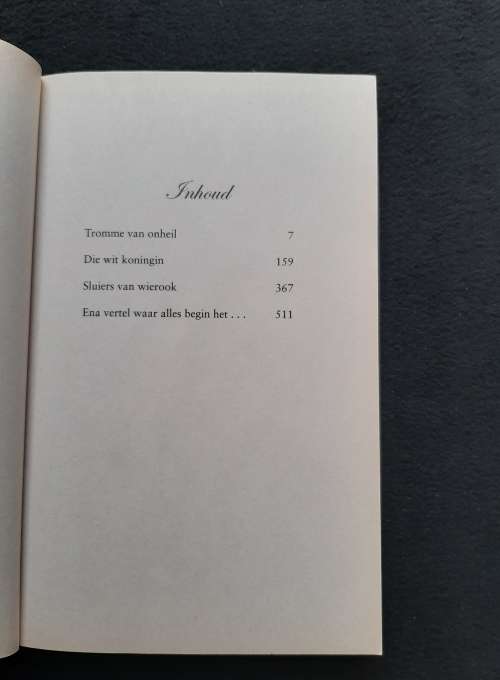 Inhoud
Tromme van onheil 7
Die wit koningin 159
Sluiers van wierook 367
Ena vertel waar alles begin het . . . 511